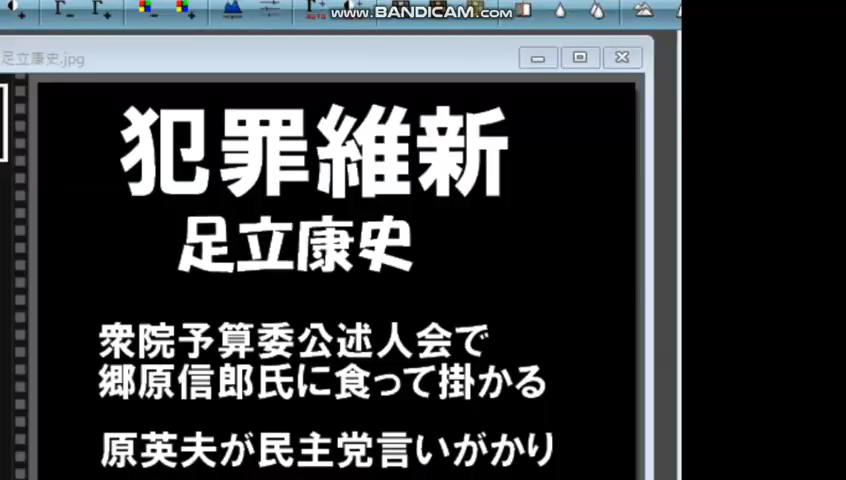 www.BANDICAM.com
足立康史.jpg
犯罪維新
足立康史
衆院予算委公述人会で
郷原信郎氏に食って掛かる
原英夫が民主党言いがかり